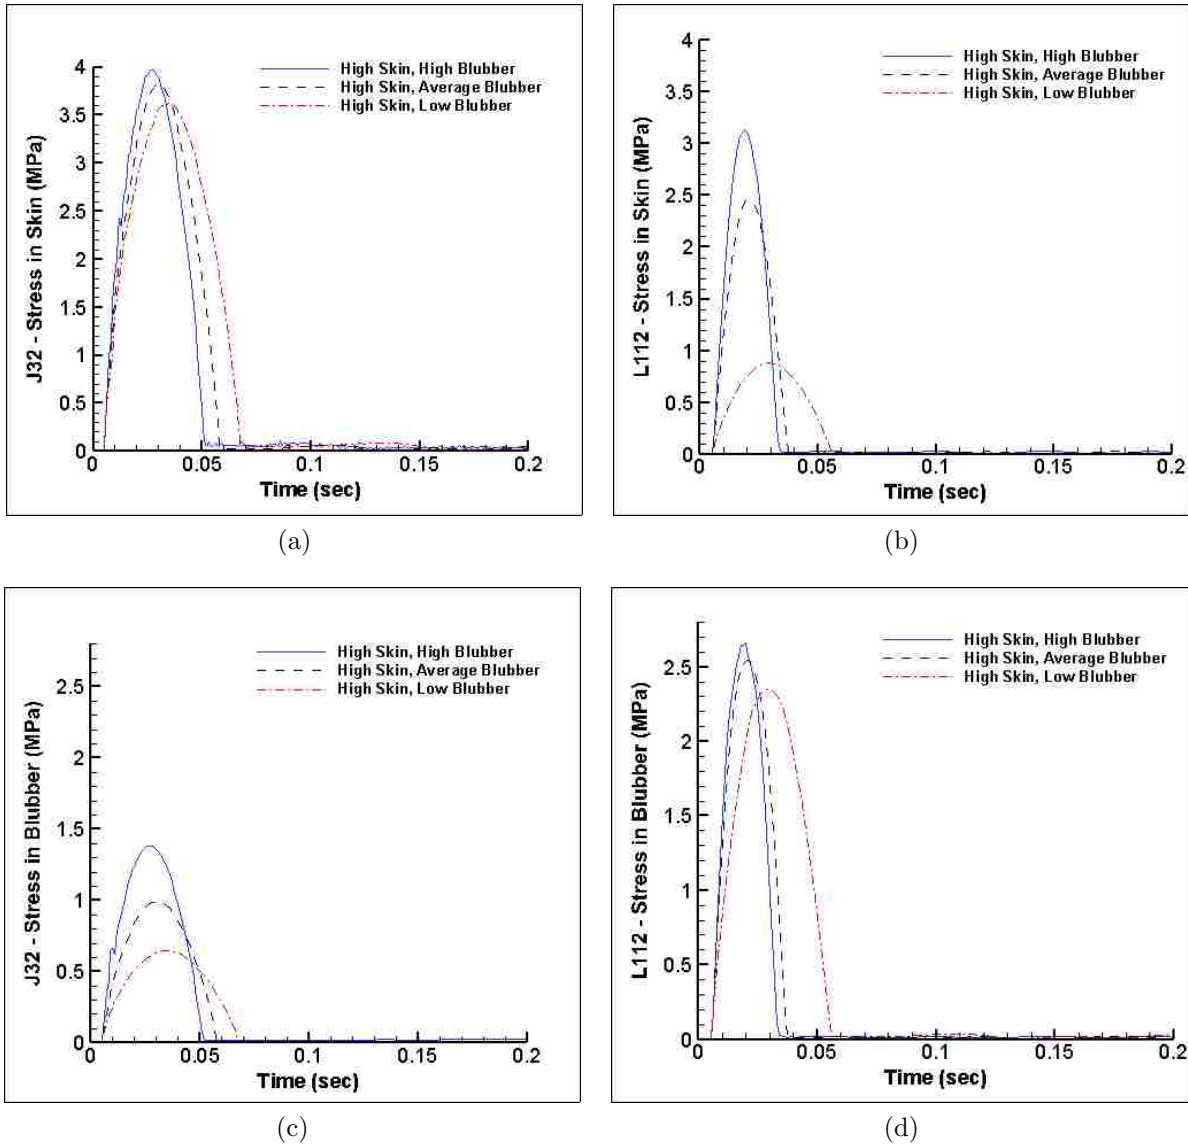 High Skin, High Blubber
High Skin, Average Blubber
High Skin, Low Blubber
J32 - Stress in Skin (MPa)
4
3.5
3
2.5
2
1.5
1
0.5
0
0 0.05 0.1 0.15 0.2
Time (sec)
(a)
High Skin, High Blubber
High Skin, Average Blubber
High Skin, Low Blubber
L112 - Stress in Skin (MPa)
4
3.5
3
2.5
2
1.5
1
0.5
0
0 0.05 0.1 0.15 0.2
Time (sec)
(b)
High Skin, High Blubber
High Skin, Average Blubber
High Skin, Low Blubber
J32 - Stress in Blubber (MPa)
2.5
2
1.5
1
0.5
0
0 0.05 0.1 0.15 0.2
Time (sec)
(c)
High Skin, High Blubber
High Skin, Average Blubber
High Skin, Low Blubber
L112 - Stress in Blubber (MPa)
2.5
2
1.5
1
0.5
0
0 0.05 0.1 0.15 0.2
Time (sec)
(d)